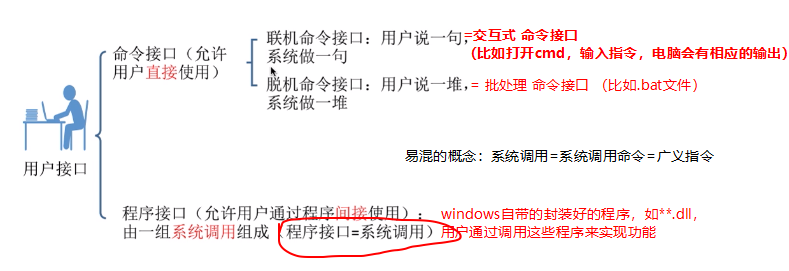 命令接口（允许
用户直接使用）
联机命令接口：用户说一句，
系统做一句
=交互式 命令接口
（比如打开cmd，输入指令，电脑会有相应的输出）
脱机命令接口：用户说一堆，
系统做一堆
= 批处理 命令接口 （比如.bat文件）
用户接口
易混的概念：系统调用=系统调用命令=广义指令
程序接口（允许用户通过程序间接使用）：
由一组系统调用组成（程序接口=系统调用）
windows自带的封装好的程序，如**.dll，
用户通过调用这些程序来实现功能